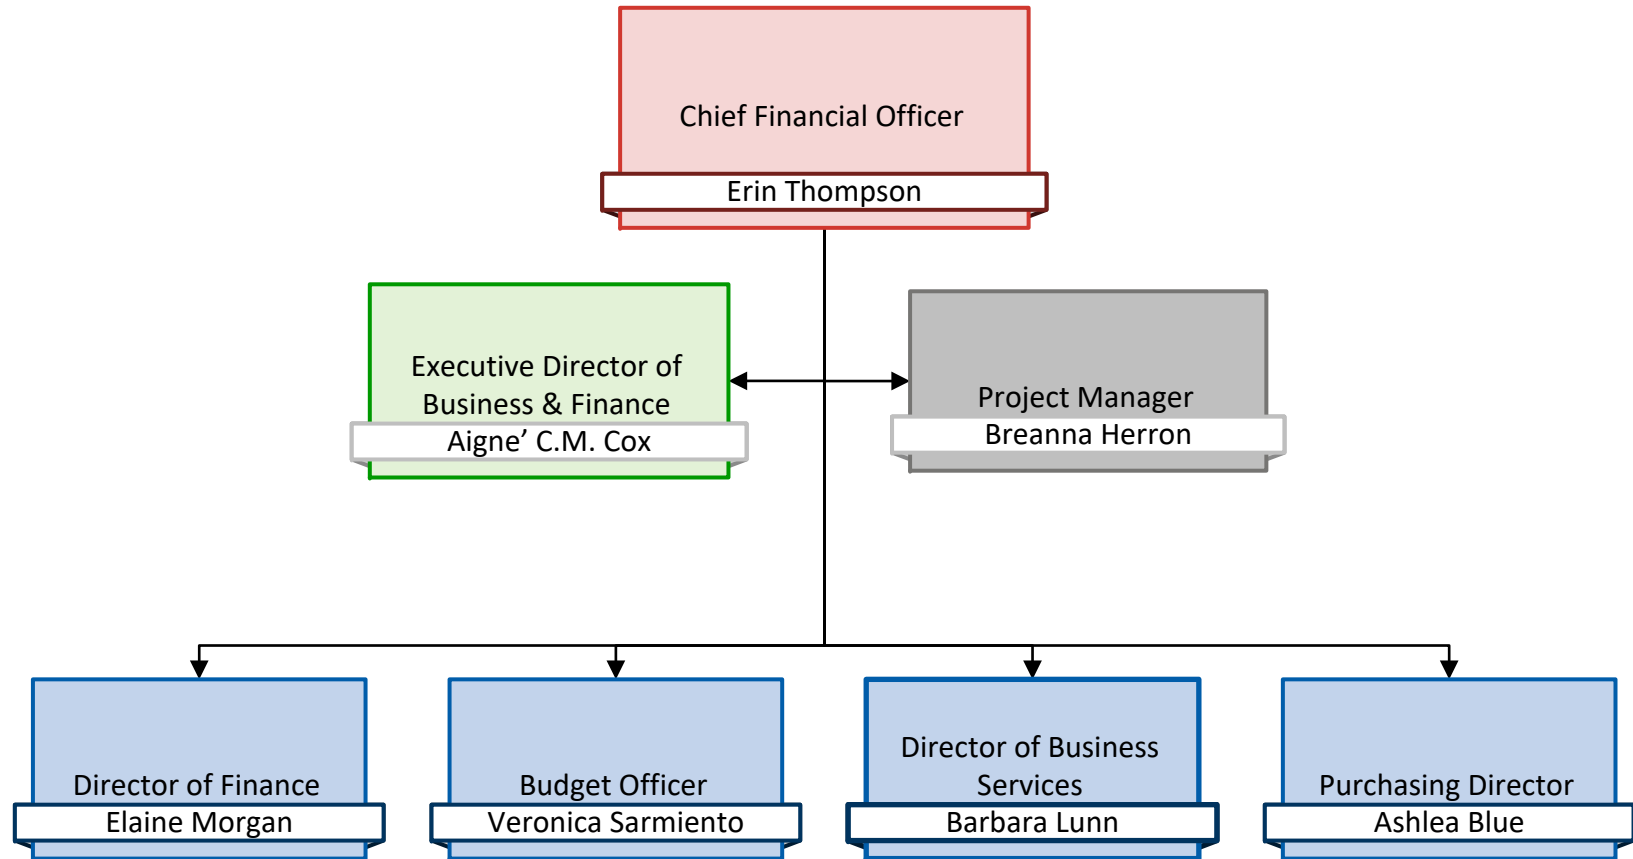 Chief Financial Officer
Erin Thompson
Executive Director of
Business & Finance
Aigne’ C.M. Cox
Project Manager
Breanna Herron
Director of Finance
Elaine Morgan
Budget Officer
Veronica Sarmiento
Director of Business
Services
Barbara Lunn
Purchasing Director
Ashlea Blue